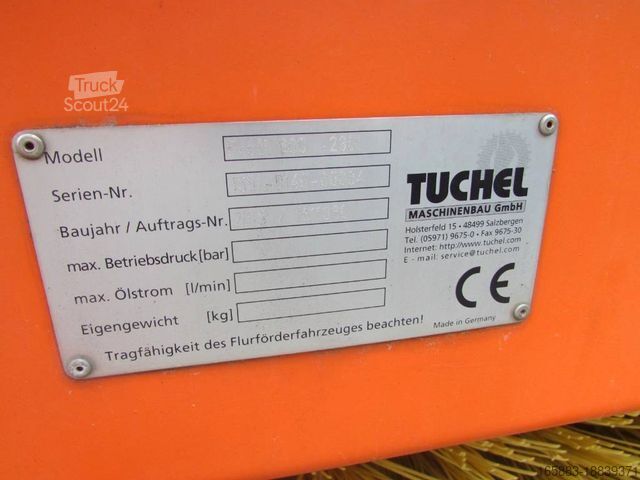 Truck
Scout24
Modell
Serien-Nr.
Baujahr / Auftrags-Nr.
max. Betriebsdruck [bar]
max. Ölstrom [l/min]
Eigengewicht [kg]
Tragfähigkeit des Flurförderfahrzeuges beachten!
TUCHEL
MASCHINENBAU GmbH
Holsterfeld 15 • 48499 Salzbergen
Tel. (05971) 9675-0 • Fax 9675-30
Internet: http://www.tuchel.com
E - mail: service@tuchel.com
CE
Made in Germany
165883-18839371